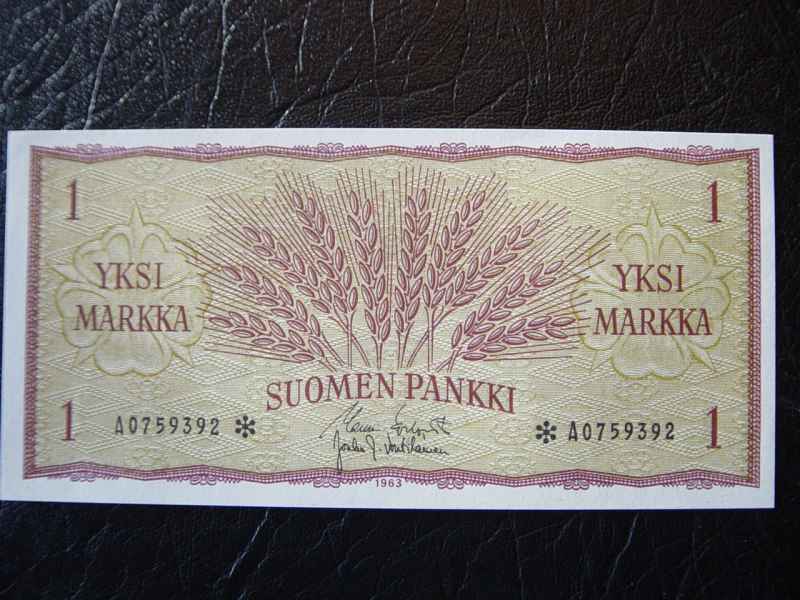 1 1
YKSI MARKKA
YKSI MARKKA
SUOMEN PANKKI
1 A0759392 *
* A0759392 1
1963